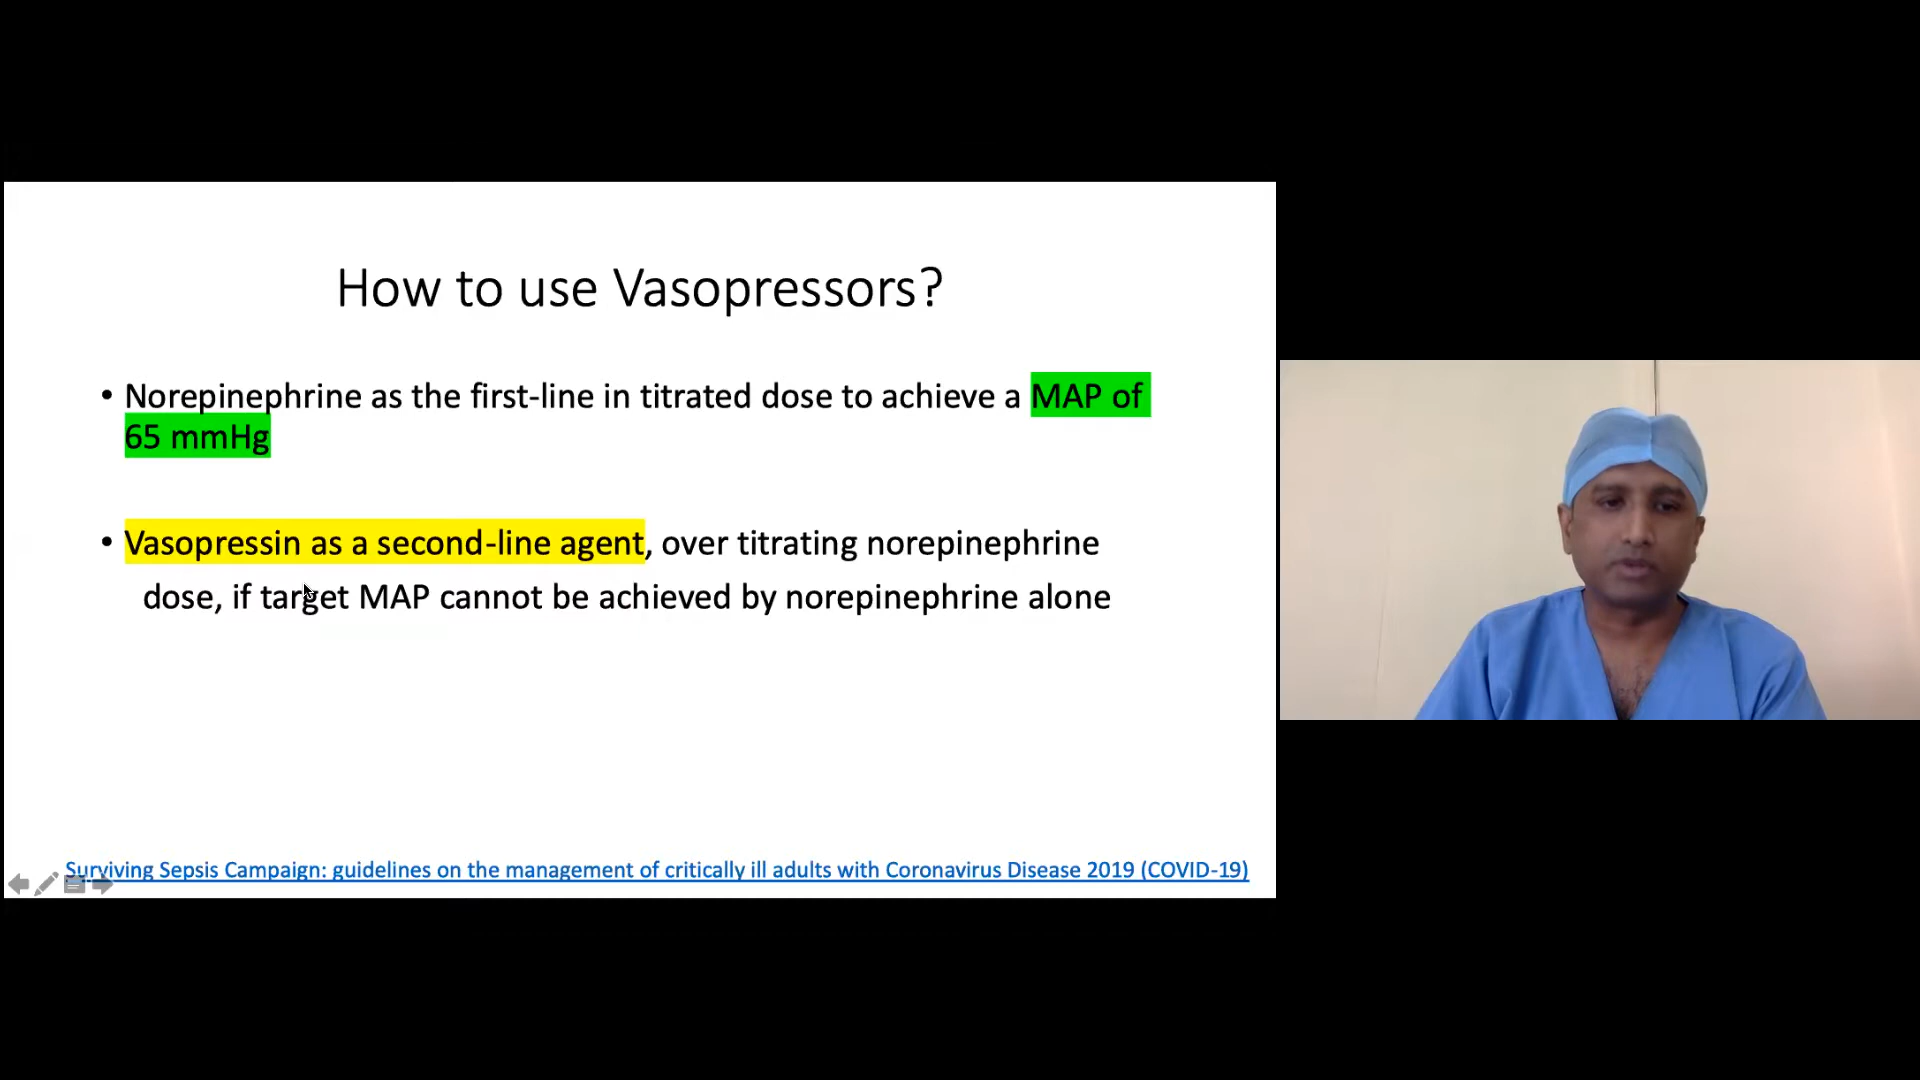 How to use Vasopressors?
• Norepinephrine as the first-line in titrated dose to achieve a MAP of
65 mmHg
• Vasopressin as a second-line agent, over titrating norepinephrine
dose, if target MAP cannot be achieved by norepinephrine alone
Surviving Sepsis Campaign: guidelines on the management of critically ill adults with Coronavirus Disease 2019 (COVID-19)